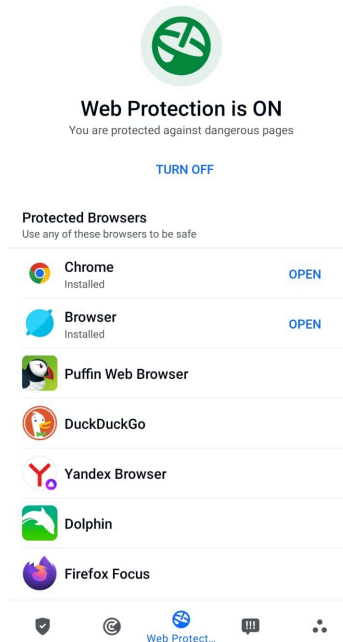 Web Protection is ON
You are protected against dangerous pages
TURN OFF
Protected Browsers
Use any of these browsers to be safe
Chrome
Installed
OPEN
Browser
Installed
OPEN
Puffin Web Browser
DuckDuckGo
Yandex Browser
Dolphin
Firefox Focus
Web Protect...